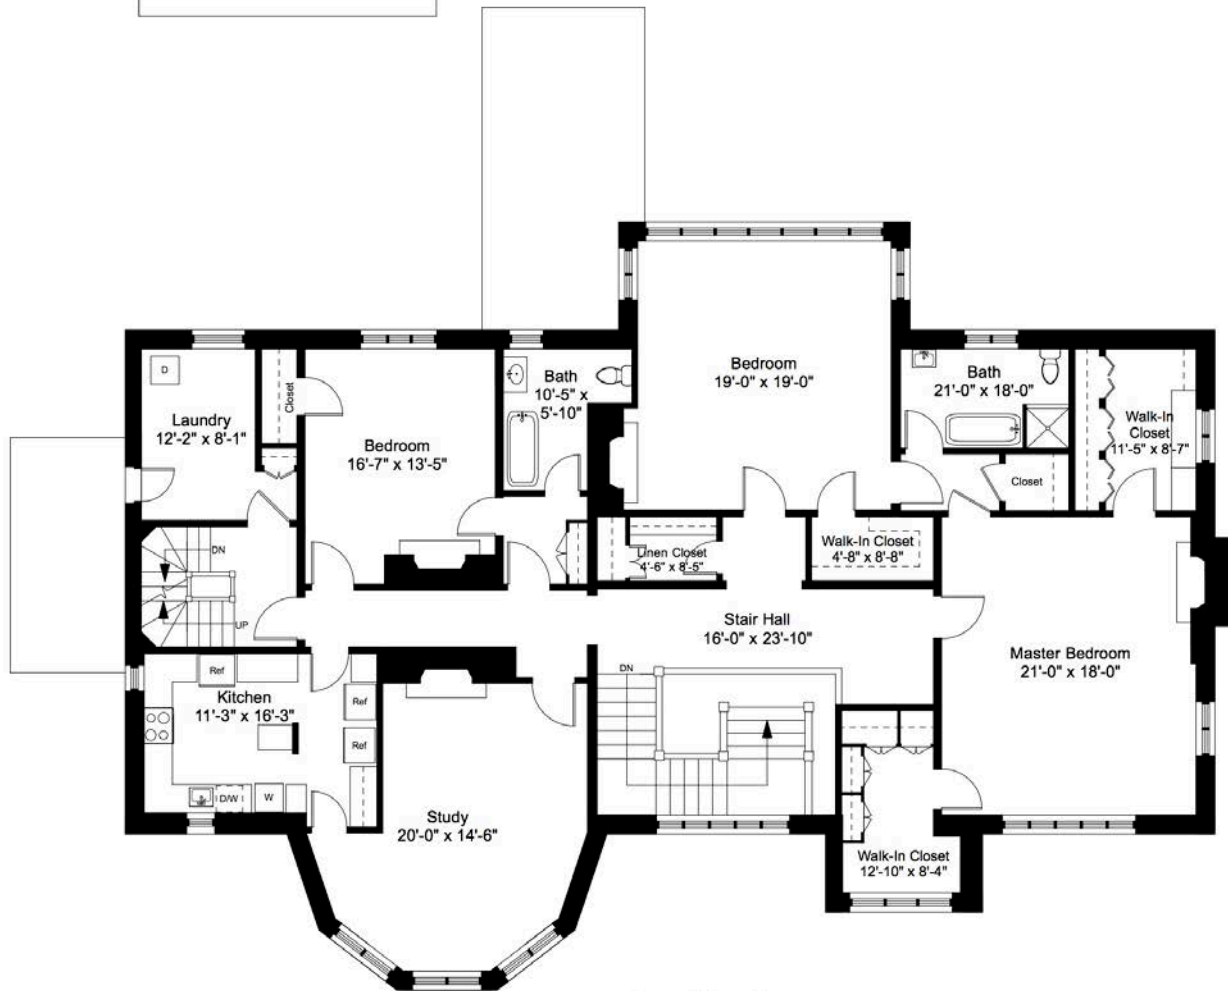 D
Laundry
12'-2" x 8'-1"
Closet
Bedroom
16'-7" x 13'-5"
Bath
10'-5" x
5'-10"
Bedroom
19'-0" x 19'-0"
Bath
21'-0" x 18'-0"
Walk-In
Closet
11'-5" x 8'-7"
Closet
DN
UP
Linen Closet
4'-6" x 8'-5"
Walk-In Closet
4'-8" x 8'-8"
Stair Hall
16'-0" x 23'-10"
DN
Master Bedroom
21'-0" x 18'-0"
Ref
Kitchen
11'-3" x 16'-3"
Ref
Ref
D/W
W
Study
20'-0" x 14'-6"
Walk-In Closet
12'-10" x 8'-4"